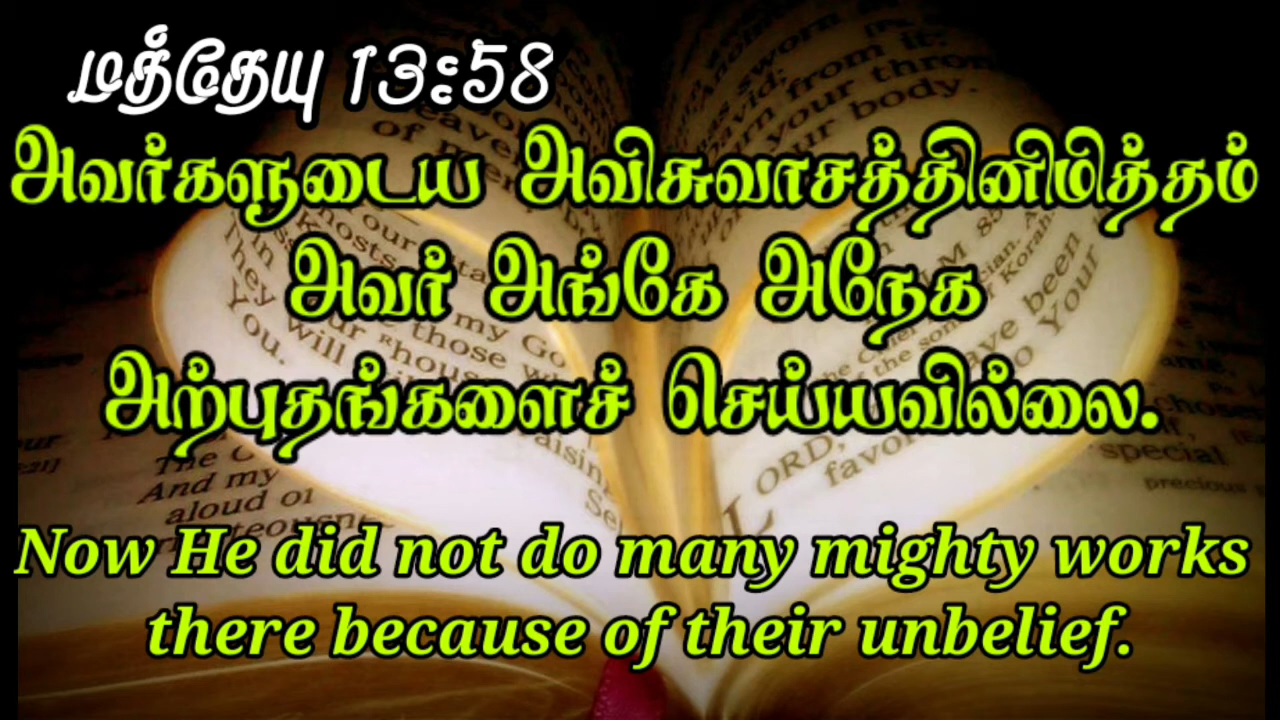 மத்தேயு 13:58
அவர்களுடைய அவிசுவாசத்தினிமித்தம்
அவர் அங்கே அநேக
அற்புதங்களைச் செய்யவில்லை.
Now He did not do many mighty works
there because of their unbelief.